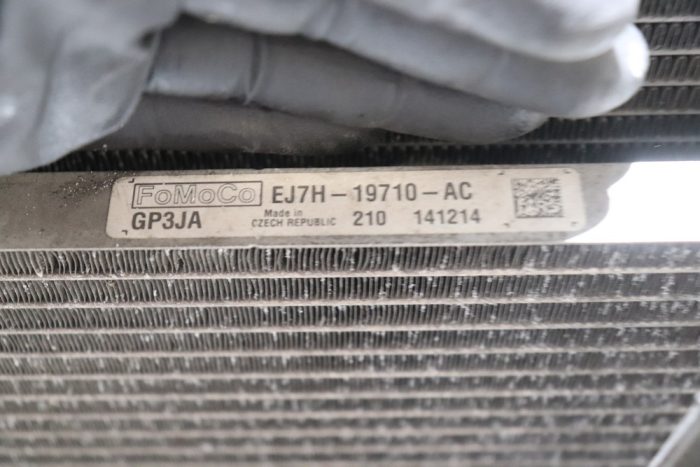 FoMoCo EJ7H-19710-AC
GP3JA Made in CZECH REPUBLIC 210 141214